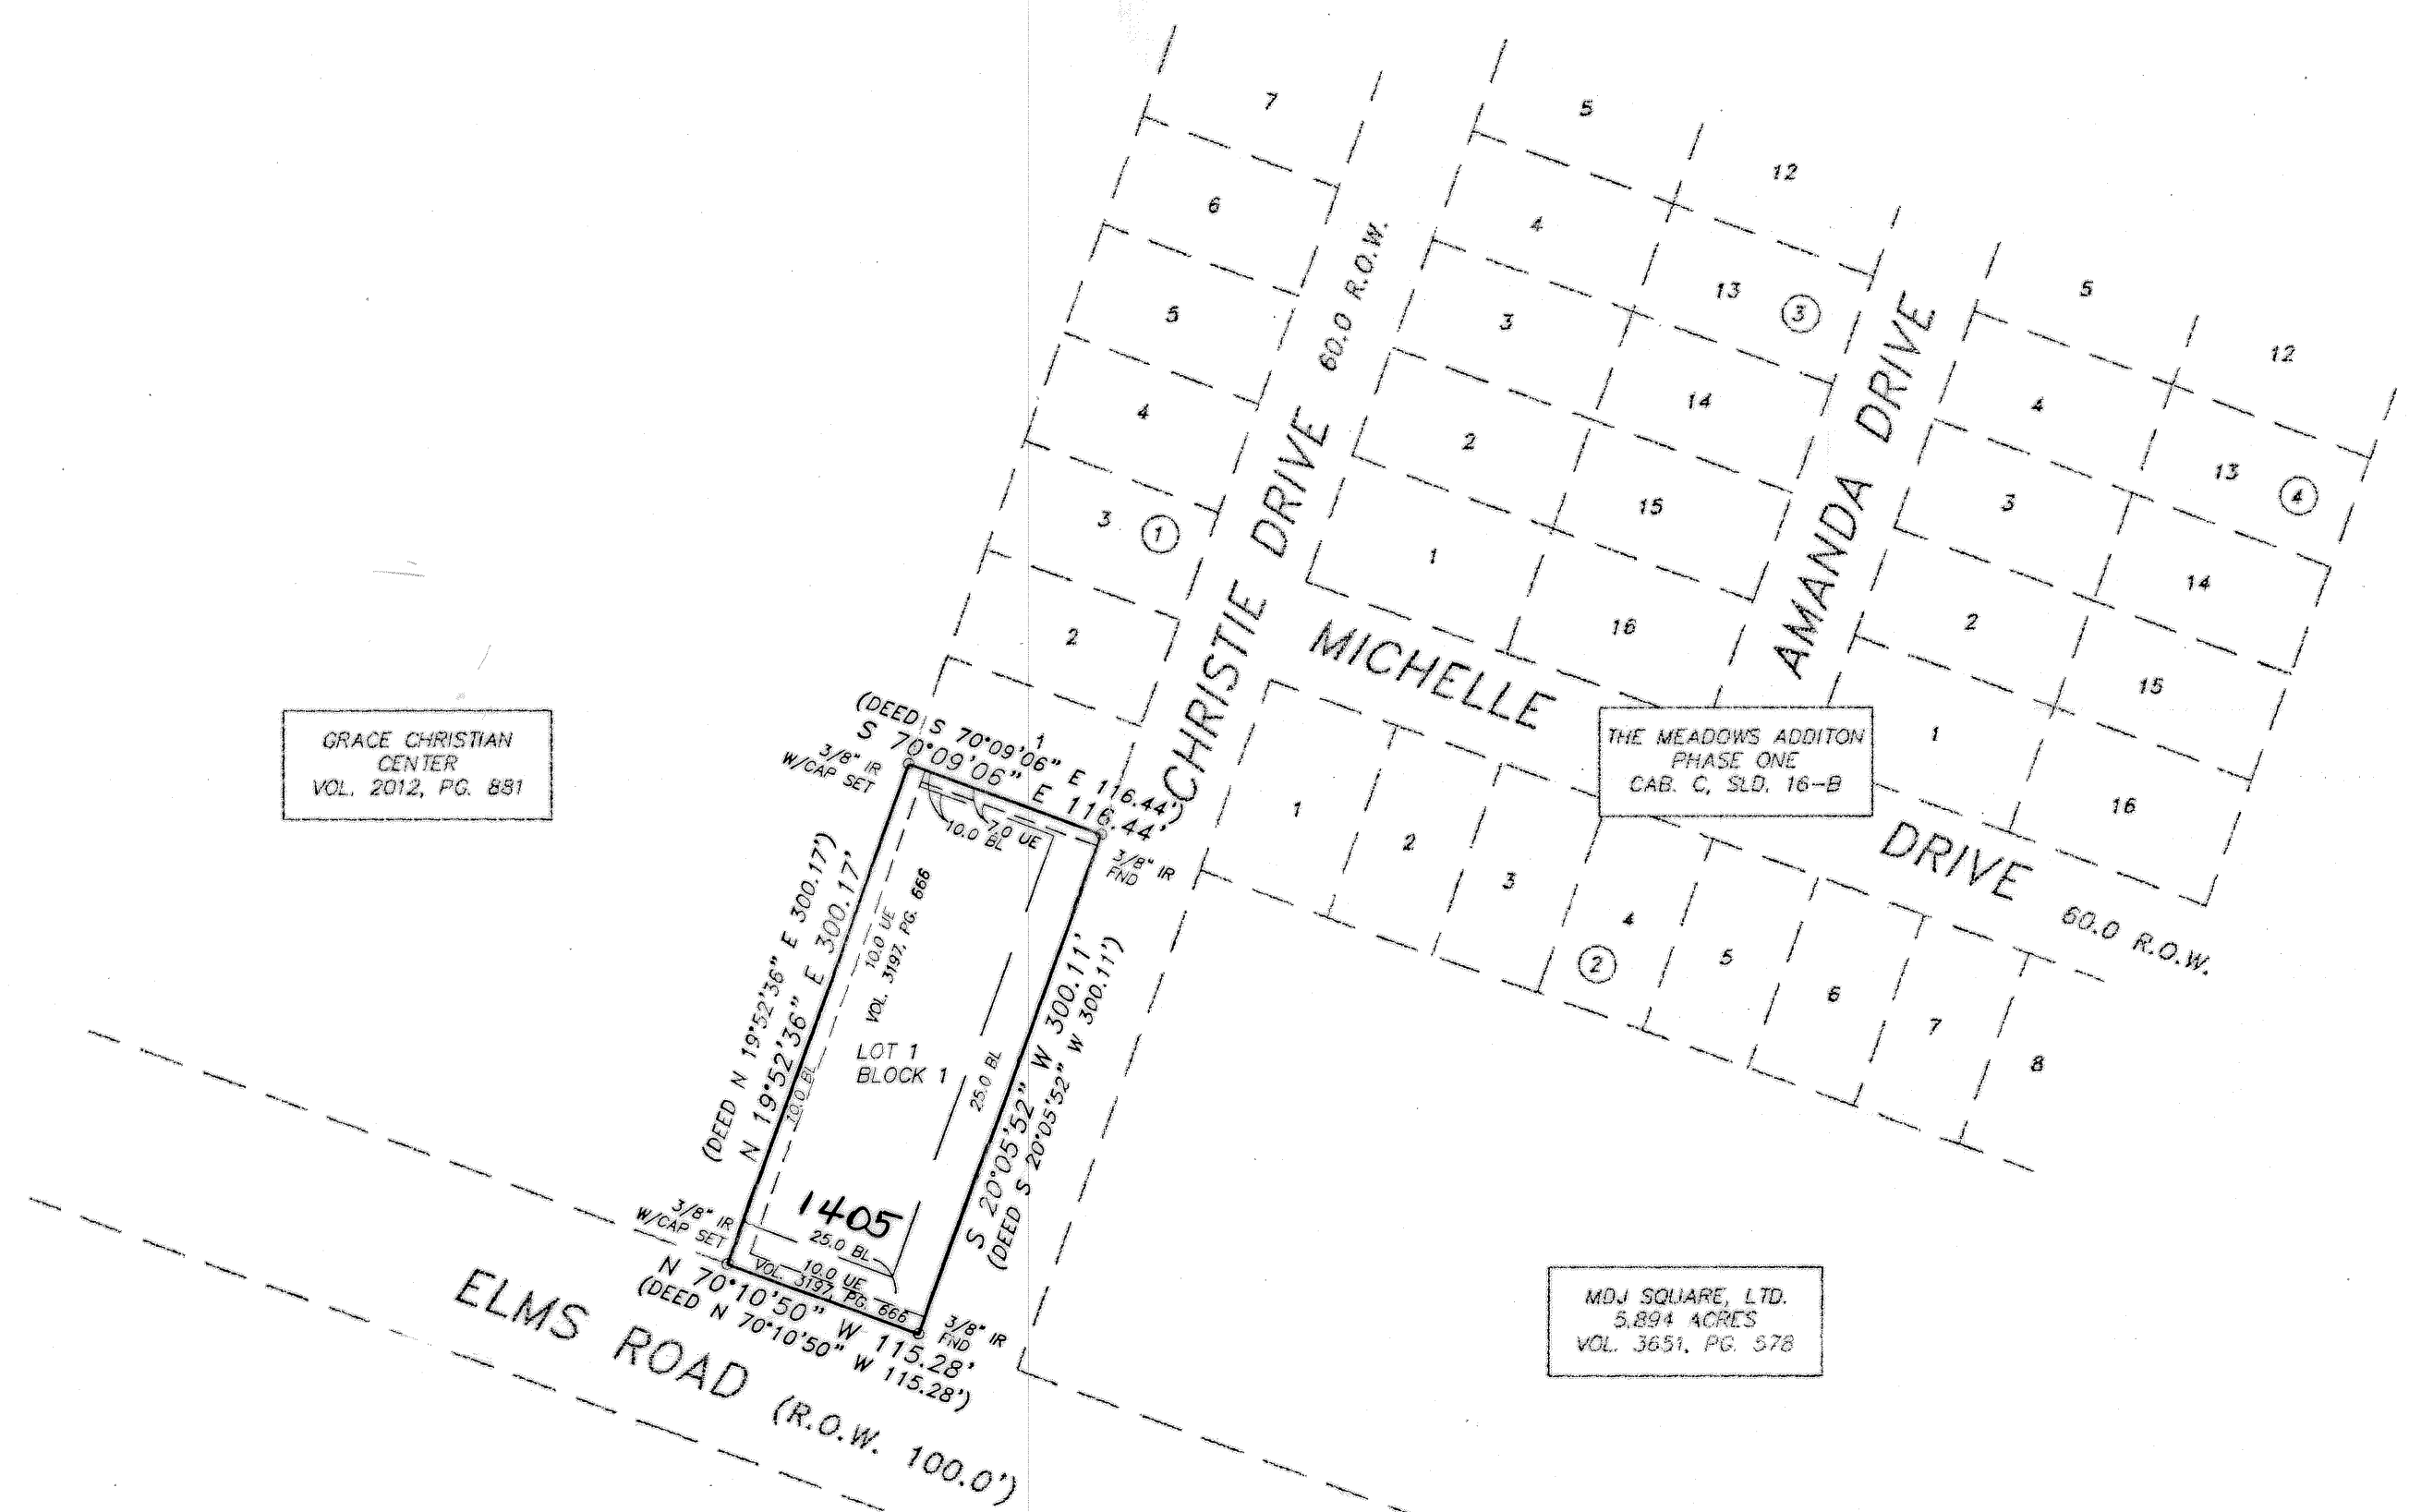 7
5
12
6
4
13
3
5
12
5
3
14
4
13
4
4
2
15
3
14
3
1
1
16
2
15
2
1
16
60.0 R.O.W.
CHRISTIE DRIVE
AMANDA DRIVE
MICHELLE DRIVE 60.0 R.O.W.
GRACE CHRISTIAN
CENTER
VOL. 2012, PG. 881
THE MEADOWS ADDITON
PHASE ONE
CAB. C, SLD. 16-B
1
1
2
3
4
2
5
6
7
8
(DEED S 70°09'06" E 116.44')
S 70°09'06" E 116.44'
3/8" IR
W/CAP SET
10.0 BL
7.0 UE
3/8" IR
FND
(DEED N 19°52'36" E 300.17')
N 19°52'36" E 300.17'
10.0 UE
VOL. 3197, PG. 666
10.0 BL
LOT 1
BLOCK 1
25.0 BL
S 20°05'52" W 300.11'
(DEED S 20°05'52" W 300.11')
1405
25.0 BL
10.0 UE
VOL. 3197, PG. 666
3/8" IR
W/CAP SET
3/8" IR
FND
N 70°10'50" W 115.28'
(DEED N 70°10'50" W 115.28')
ELMS ROAD (R.O.W. 100.0')
MDJ SQUARE, LTD.
5.894 ACRES
VOL. 3651, PG. 578